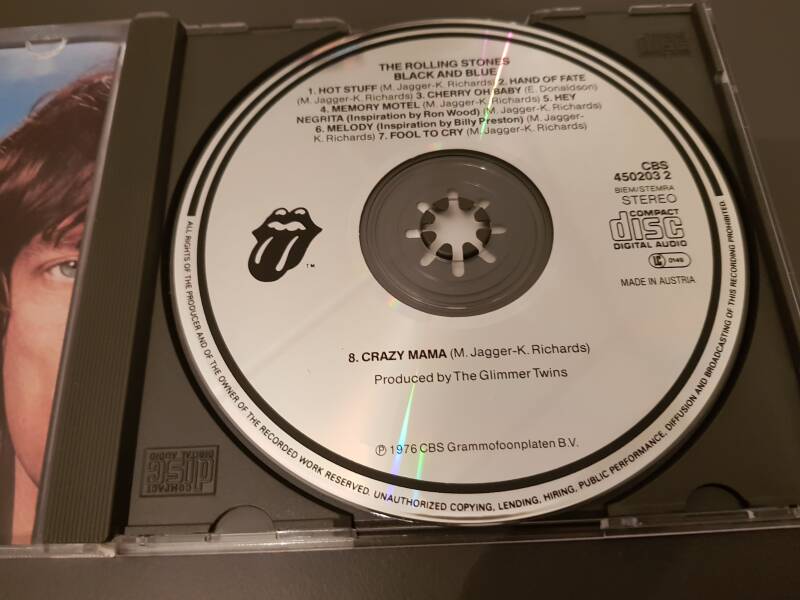 THE ROLLING STONES
BLACK AND BLUE
1. HOT STUFF (M. Jagger-K. Richards) 2. HAND OF FATE
(M. Jagger-K. Richards) 3. CHERRY OH BABY (E. Donaldson)
4. MEMORY MOTEL (M. Jagger-K. Richards) 5. HEY
NEGRITA (Inspiration by Ron Wood) (M. Jagger-K. Richards)
6. MELODY (Inspiration by Billy Preston) (M. Jagger-
K. Richards) 7. FOOL TO CRY (M. Jagger-K. Richards)
CBS
450203 2
BIEM/STEMRA
STEREO
COMPACT
disc
DIGITAL AUDIO
LC 0149
MADE IN AUSTRIA
TM
8. CRAZY MAMA (M. Jagger-K. Richards)
Produced by The Glimmer Twins
℗ 1976 CBS Grammofoonplaten B.V.
ALL RIGHTS OF THE PRODUCER AND OF THE OWNER OF THE RECORDED WORK RESERVED. UNAUTHORIZED COPYING, LENDING, HIRING, PUBLIC PERFORMANCE, DIFFUSION AND BROADCASTING OF THIS RECORDING PROHIBITED.
COMPACT
disc
DIGITAL AUDIO